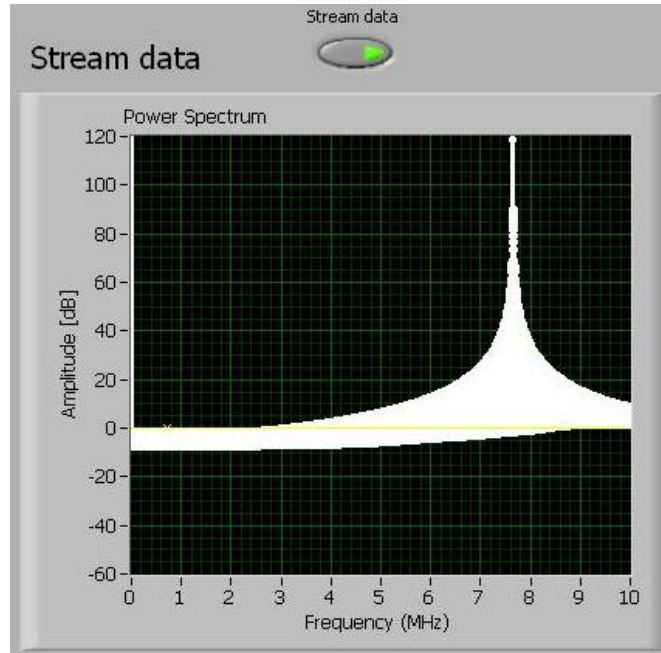 Stream data
Stream data
Power Spectrum
120
100
80
60
40
20
0
-20
-40
-60
Amplitude [dB]
0 1 2 3 4 5 6 7 8 9 10
Frequency (MHz)